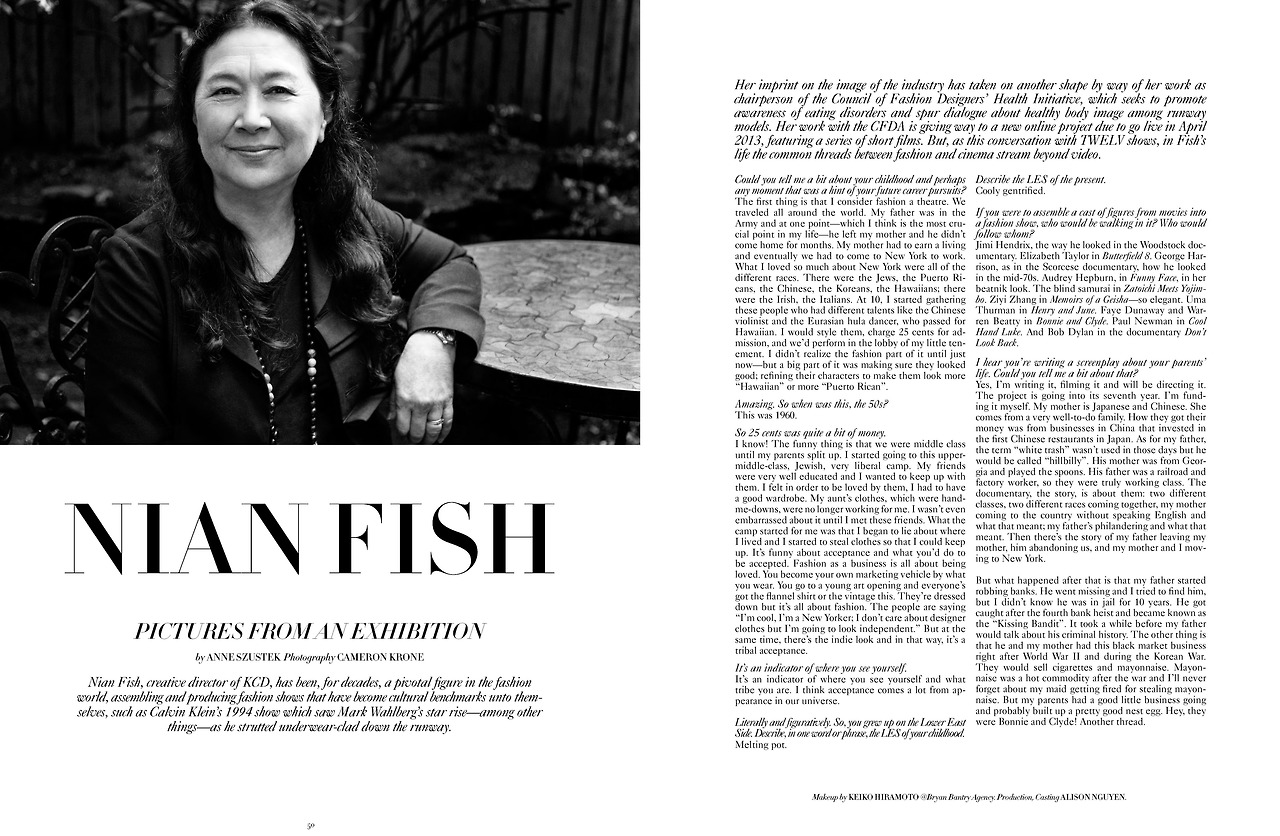 NIAN FISH
PICTURES FROM AN EXHIBITION
by ANNE SZUSTEK Photography CAMERON KRONE
Nian Fish, creative director of KCD, has been, for decades, a pivotal figure in the fashion
world, assembling and producing fashion shows that have become cultural benchmarks unto them-
selves, such as Calvin Klein's 1994 show which saw Mark Wahlberg's star rise—among other
things—as he strutted underwear-clad down the runway.
50
Her imprint on the image of the industry has taken on another shape by way of her work as
chairperson of the Council of Fashion Designers' Health Initiative, which seeks to promote
awareness of eating disorders and spur dialogue about healthy body image among runway
models. Her work with the CFDA is giving way to a new online project due to go live in April
2013, featuring a series of short films. But, as this conversation with TWELV shows, in Fish's
life the common threads between fashion and cinema stream beyond video.
Could you tell me a bit about your childhood and perhaps
any moment that was a hint of your future career pursuits?
The first thing is that I consider fashion a theatre. We
traveled all around the world. My father was in the
Army and at one point—which I think is the most cru-
cial point in my life—he left my mother and he didn't
come home for months. My mother had to earn a living
and eventually we had to come to New York to work.
What I loved so much about New York were all of the
different races. There were the Jews, the Puerto Ri-
cans, the Chinese, the Koreans, the Hawaiians; there
were the Irish, the Italians. At 10, I started gathering
these people who had different talents like the Chinese
violinist and the Eurasian hula dancer, who passed for
Hawaiian. I would style them, charge 25 cents for ad-
mission, and we'd perform in the lobby of my little ten-
ement. I didn't realize the fashion part of it until just
now—but a big part of it was making sure they looked
good; refining their characters to make them look more
"Hawaiian" or more "Puerto Rican".
Amazing. So when was this, the 50s?
This was 1960.
So 25 cents was quite a bit of money.
I know! The funny thing is that we were middle class
until my parents split up. I started going to this upper-
middle-class, Jewish, very liberal camp. My friends
were very well educated and I wanted to keep up with
them. I felt in order to be loved by them, I had to have
a good wardrobe. My aunt's clothes, which were hand-
me-downs, were no longer working for me. I wasn't even
embarrassed about it until I met these friends. What the
camp started for me was that I began to lie about where
I lived and I started to steal clothes so that I could keep
up. It's funny about acceptance and what you'd do to
be accepted. Fashion as a business is all about being
loved. You become your own marketing vehicle by what
you wear. You go to a young art opening and everyone's
got the flannel shirt or the vintage this. They're dressed
down but it's all about fashion. The people are saying
"I'm cool, I'm a New Yorker; I don't care about designer
clothes but I'm going to look independent." But at the
same time, there's the indie look and in that way, it's a
tribal acceptance.
It's an indicator of where you see yourself.
It's an indicator of where you see yourself and what
tribe you are. I think acceptance comes a lot from ap-
pearance in our universe.
Literally and figuratively. So, you grew up on the Lower East
Side. Describe, in one word or phrase, the LES of your childhood.
Melting pot.
Describe the LES of the present.
Cooly gentrified.
If you were to assemble a cast of figures from movies into
a fashion show, who would be walking in it? Who would
follow whom?
Jimi Hendrix, the way he looked in the Woodstock doc-
umentary. Elizabeth Taylor in Butterfield 8. George Har-
rison, as in the Scorcese documentary, how he looked
in the mid-70s. Audrey Hepburn, in Funny Face, in her
beatnik look. The blind samurai in Zatoichi Meets Yojim-
bo. Ziyi Zhang in Memoirs of a Geisha—so elegant. Uma
Thurman in Henry and June. Faye Dunaway and War-
ren Beatty in Bonnie and Clyde. Paul Newman in Cool
Hand Luke. And Bob Dylan in the documentary Don't
Look Back.
I hear you're writing a screenplay about your parents'
life. Could you tell me a bit about that?
Yes, I'm writing it, filming it and will be directing it.
The project is going into its seventh year. I'm fund-
ing it myself. My mother is Japanese and Chinese. She
comes from a very well-to-do family. How they got their
money was from businesses in China that invested in
the first Chinese restaurants in Japan. As for my father,
the term "white trash" wasn't used in those days but he
would be called "hillbilly". His mother was from Geor-
gia and played the spoons. His father was a railroad and
factory worker, so they were truly working class. The
documentary, the story, is about them: two different
classes, two different races coming together, my mother
coming to the country without speaking English and
what that meant; my father's philandering and what that
meant. Then there's the story of my father leaving my
mother, him abandoning us, and my mother and I mov-
ing to New York.
But what happened after that is that my father started
robbing banks. He went missing and I tried to find him,
but I didn't know he was in jail for 10 years. He got
caught after the fourth bank heist and became known as
the "Kissing Bandit". It took a while before my father
would talk about his criminal history. The other thing is
that he and my mother had this black market business
right after World War II and during the Korean War.
They would sell cigarettes and mayonnaise. Mayon-
naise was a hot commodity after the war and I'll never
forget about my maid getting fired for stealing mayon-
naise. But my parents had a good little business going
and probably built up a pretty good nest egg. Hey, they
were Bonnie and Clyde! Another thread.
Makeup by KEIKO HIRAMOTO @Bryan Bantry Agency. Production, Casting ALISON NGUYEN.